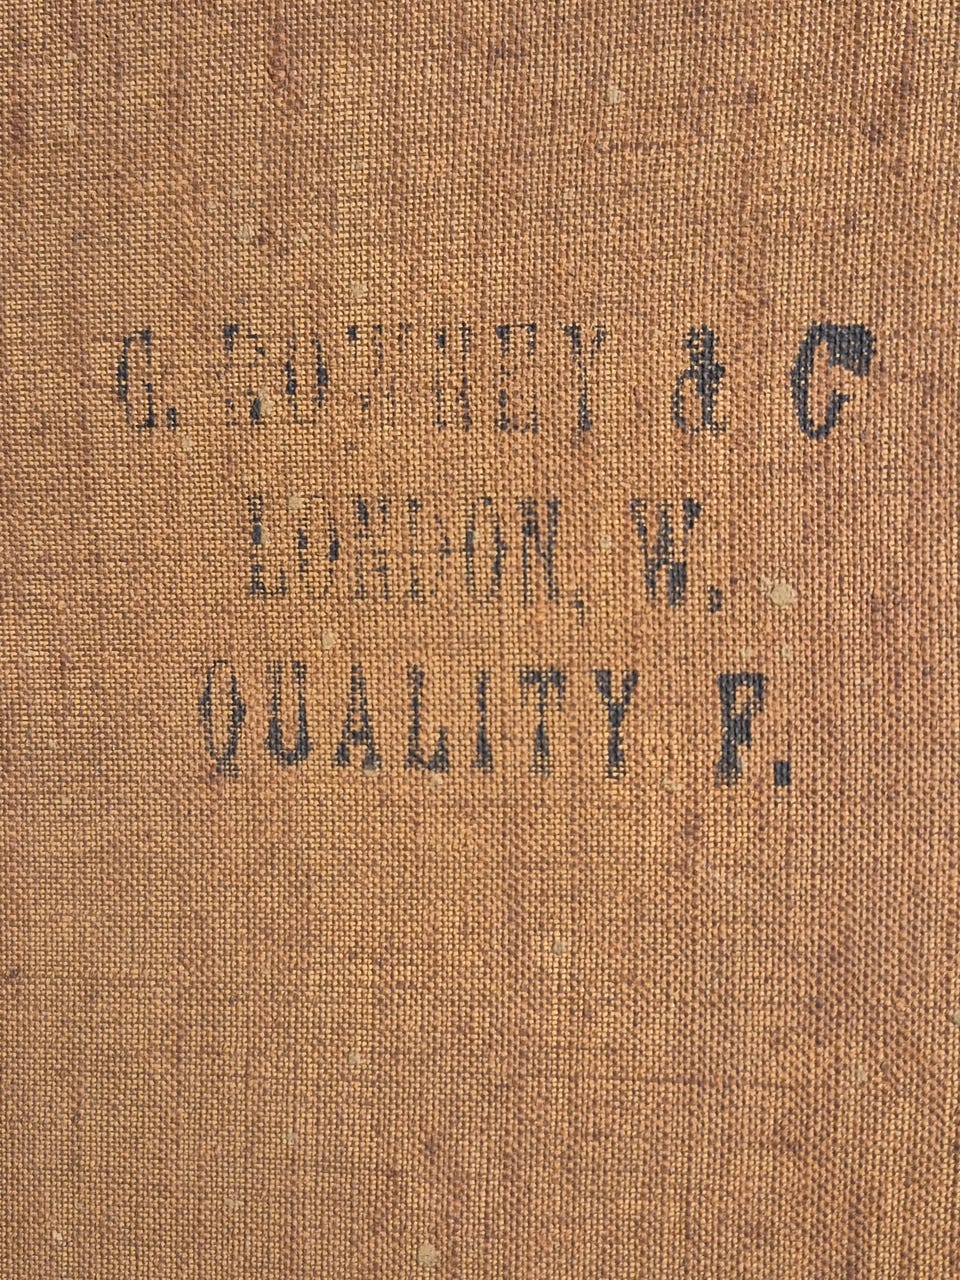 G. ROWNEY & C
LONDON, W.
QUALITY F.